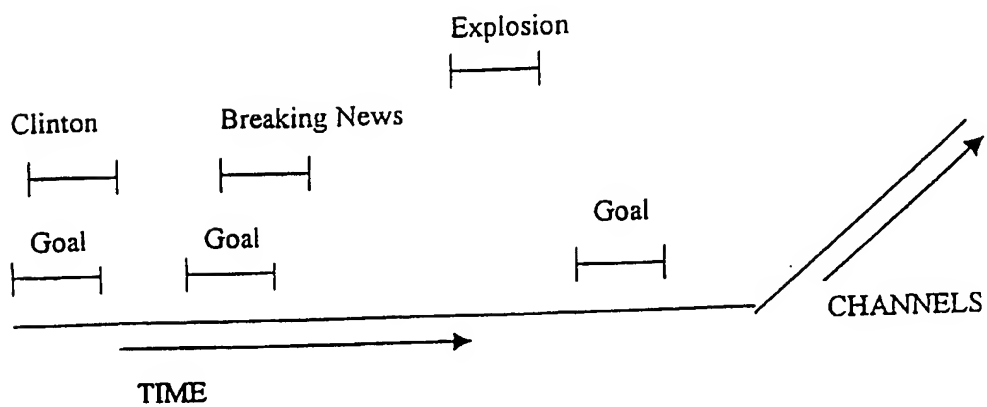 Explosion
Clinton
Breaking News
Goal
Goal
Goal
CHANNELS
TIME